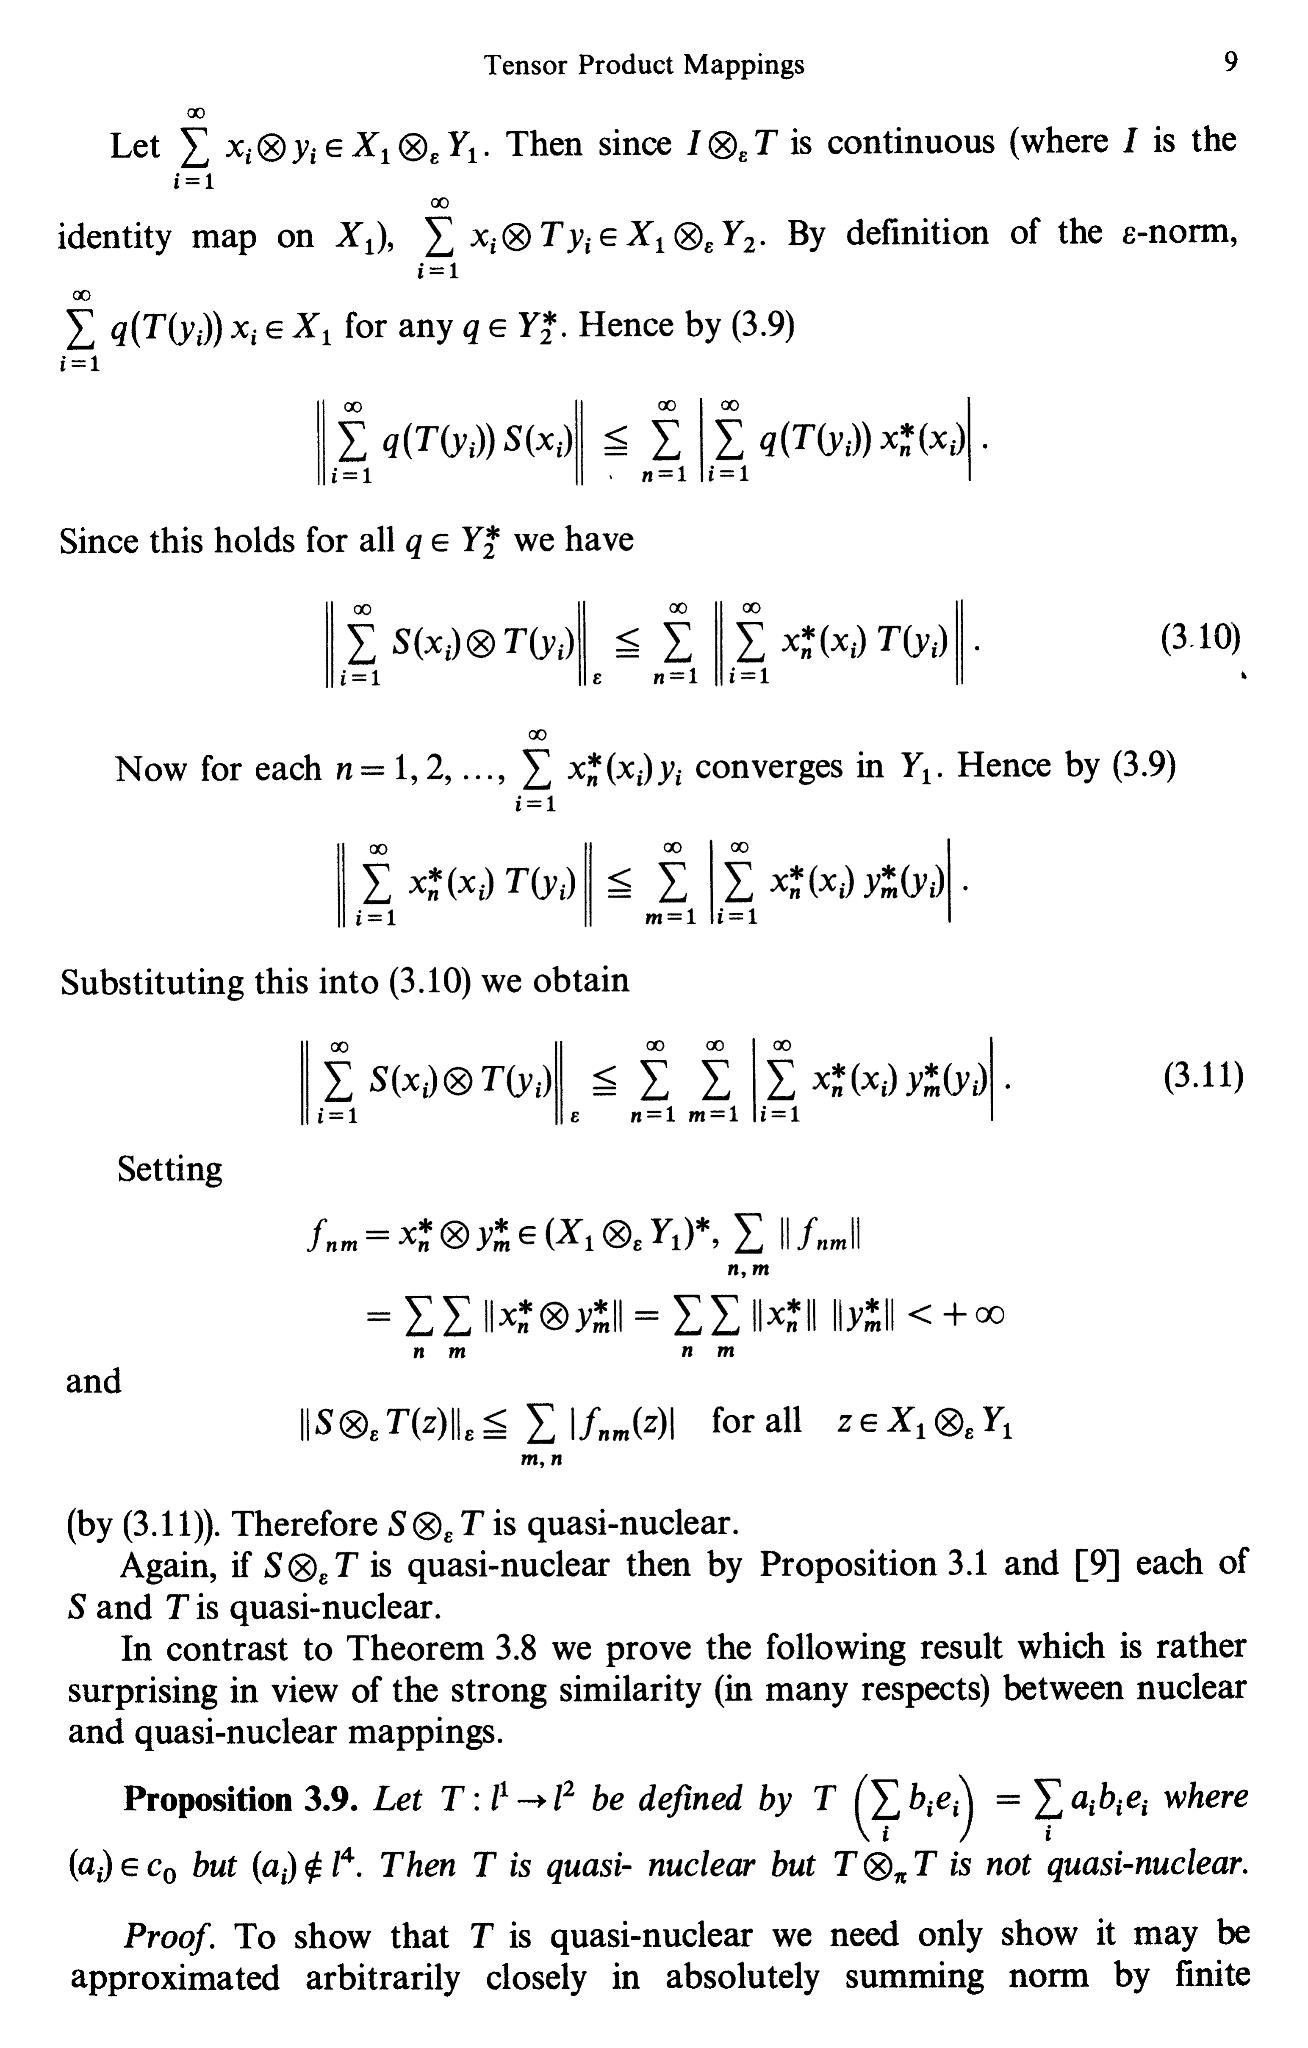 Tensor Product Mappings 9
Let $\sum_{i=1}^{\infty} x_i \otimes y_i \in X_1 \otimes_\varepsilon Y_1$. Then since $I \otimes_\varepsilon T$ is continuous (where $I$ is the
identity map on $X_1$), $\sum_{i=1}^{\infty} x_i \otimes T y_i \in X_1 \otimes_\varepsilon Y_2$. By definition of the ε-norm,
$\sum_{i=1}^{\infty} q(T(y_i)) x_i \in X_1$ for any $q \in Y_2^*$. Hence by (3.9)
$\left\| \sum_{i=1}^{\infty} q(T(y_i)) S(x_i) \right\| \leqq \sum_{n=1}^{\infty} \left| \sum_{i=1}^{\infty} q(T(y_i)) x_n^*(x_i) \right|.$
Since this holds for all $q \in Y_2^*$ we have
$\left\| \sum_{i=1}^{\infty} S(x_i) \otimes T(y_i) \right\|_\varepsilon \leqq \sum_{n=1}^{\infty} \left\| \sum_{i=1}^{\infty} x_n^*(x_i) T(y_i) \right\|.$ (3.10)
Now for each $n = 1, 2, \ldots,$ $\sum_{i=1}^{\infty} x_n^*(x_i) y_i$ converges in $Y_1$. Hence by (3.9)
$\left\| \sum_{i=1}^{\infty} x_n^*(x_i) T(y_i) \right\| \leqq \sum_{m=1}^{\infty} \left| \sum_{i=1}^{\infty} x_n^*(x_i) y_m^*(y_i) \right|.$
Substituting this into (3.10) we obtain
$\left\| \sum_{i=1}^{\infty} S(x_i) \otimes T(y_i) \right\|_\varepsilon \leqq \sum_{n=1}^{\infty} \sum_{m=1}^{\infty} \left| \sum_{i=1}^{\infty} x_n^*(x_i) y_m^*(y_i) \right|.$ (3.11)
Setting
$f_{nm} = x_n^* \otimes y_m^* \in (X_1 \otimes_\varepsilon Y_1)^*, \sum_{n,m} \| f_{nm} \|$
$= \sum_n \sum_m \| x_n^* \otimes y_m^* \| = \sum_n \sum_m \| x_n^* \| \, \| y_m^* \| < + \infty$
and
$\| S \otimes_\varepsilon T(z) \|_\varepsilon \leqq \sum_{m,n} | f_{nm}(z) |$ for all $z \in X_1 \otimes_\varepsilon Y_1$
(by (3.11)). Therefore $S \otimes_\varepsilon T$ is quasi-nuclear.
Again, if $S \otimes_\varepsilon T$ is quasi-nuclear then by Proposition 3.1 and [9] each of
$S$ and $T$ is quasi-nuclear.
In contrast to Theorem 3.8 we prove the following result which is rather
surprising in view of the strong similarity (in many respects) between nuclear
and quasi-nuclear mappings.
Proposition 3.9. Let $T : l^1 \to l^2$ be defined by $T \left( \sum_i b_i e_i \right) = \sum_i a_i b_i e_i$ where
$(a_i) \in c_0$ but $(a_i) \notin l^4$. Then $T$ is quasi- nuclear but $T \otimes_\pi T$ is not quasi-nuclear.
Proof. To show that $T$ is quasi-nuclear we need only show it may be
approximated arbitrarily closely in absolutely summing norm by finite